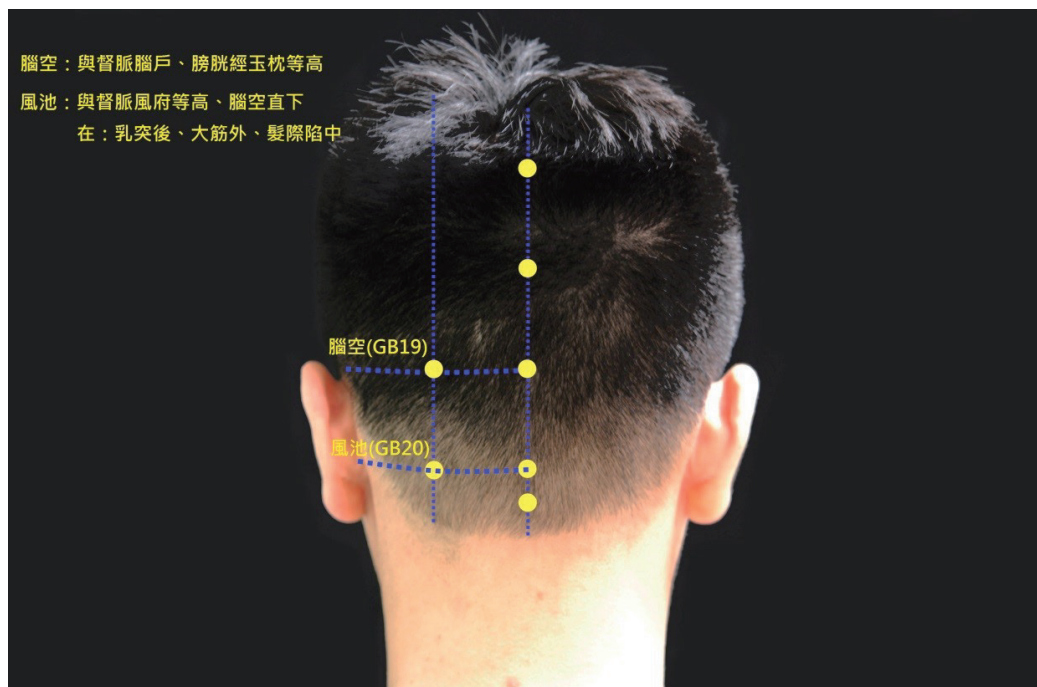 腦空：與督脈腦戶、膀胱經玉枕等高
風池：與督脈風府等高、腦空直下
在：乳突後、大筋外、髮際陷中
腦空(GB19)
風池(GB20)